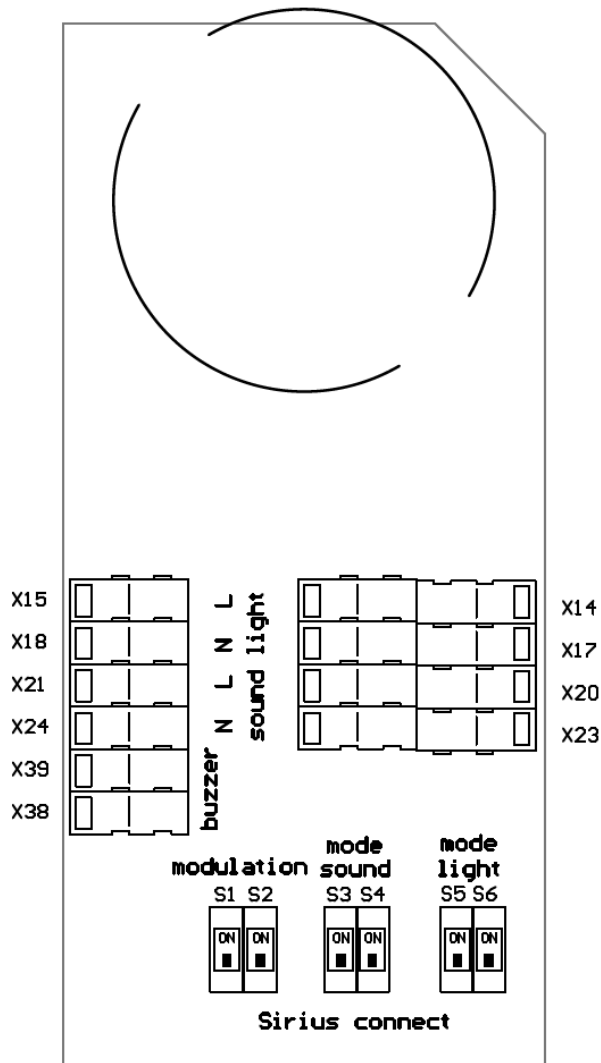 X15
L
X14
X18
N
light
X17
X21
L
X20
X24
N
sound
X23
X39
X38
buzzer
modulation
mode
sound
mode
light
S1 S2
S3 S4
S5 S6
ON ON
ON ON
ON ON
Sirius connect